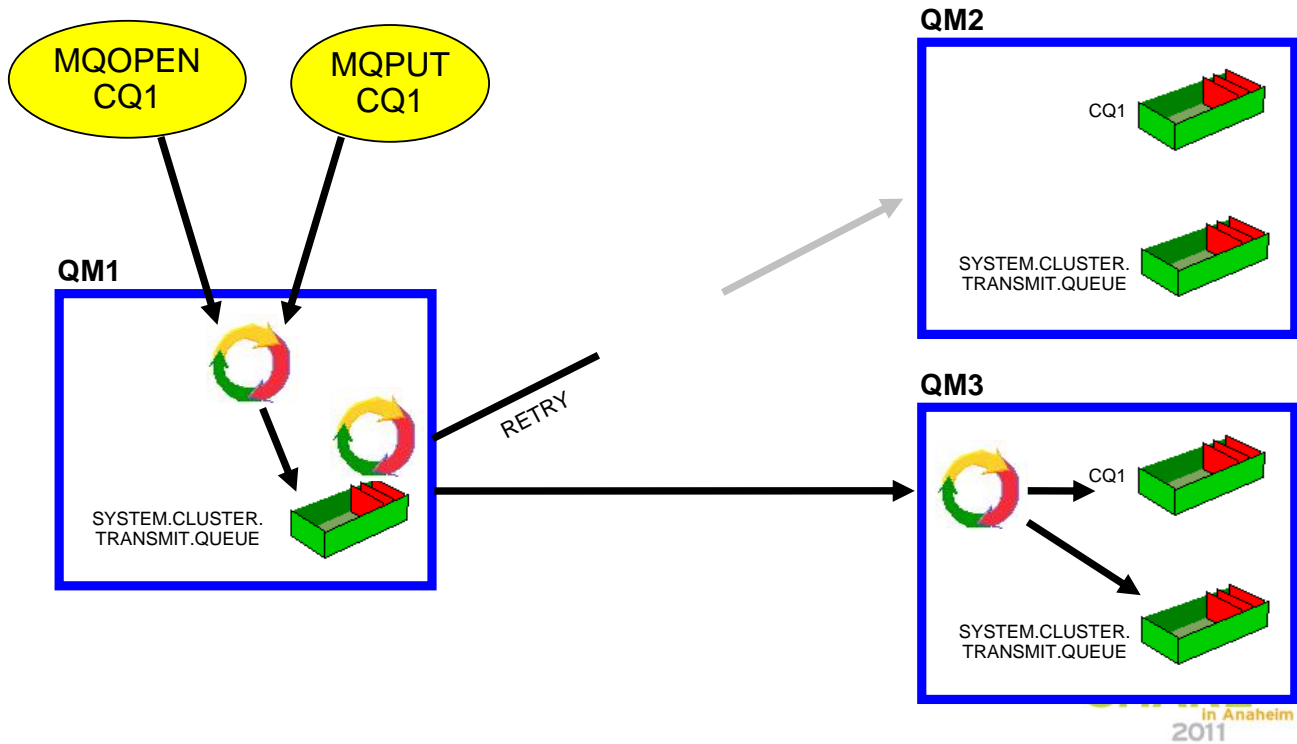 MQOPEN
CQ1
MQPUT
CQ1
QM2
CQ1
SYSTEM.CLUSTER.
TRANSMIT.QUEUE
QM1
RETRY
SYSTEM.CLUSTER.
TRANSMIT.QUEUE
QM3
CQ1
SYSTEM.CLUSTER.
TRANSMIT.QUEUE
in Anaheim
2011